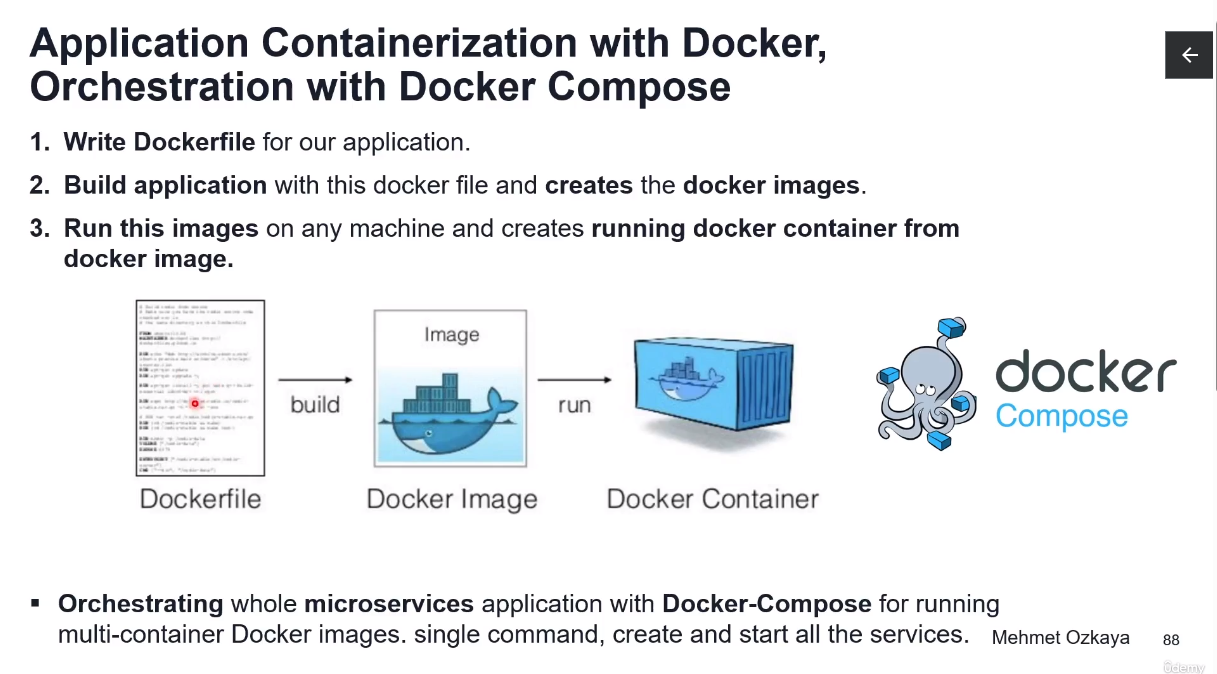 Application Containerization with Docker,
Orchestration with Docker Compose
1. Write Dockerfile for our application.
2. Build application with this docker file and creates the docker images.
3. Run this images on any machine and creates running docker container from
docker image.
Image
build
run
Dockerfile
Docker Image
Docker Container
docker
Compose
▪ Orchestrating whole microservices application with Docker-Compose for running
multi-container Docker images. single command, create and start all the services.
Mehmet Ozkaya
88
ûdemy